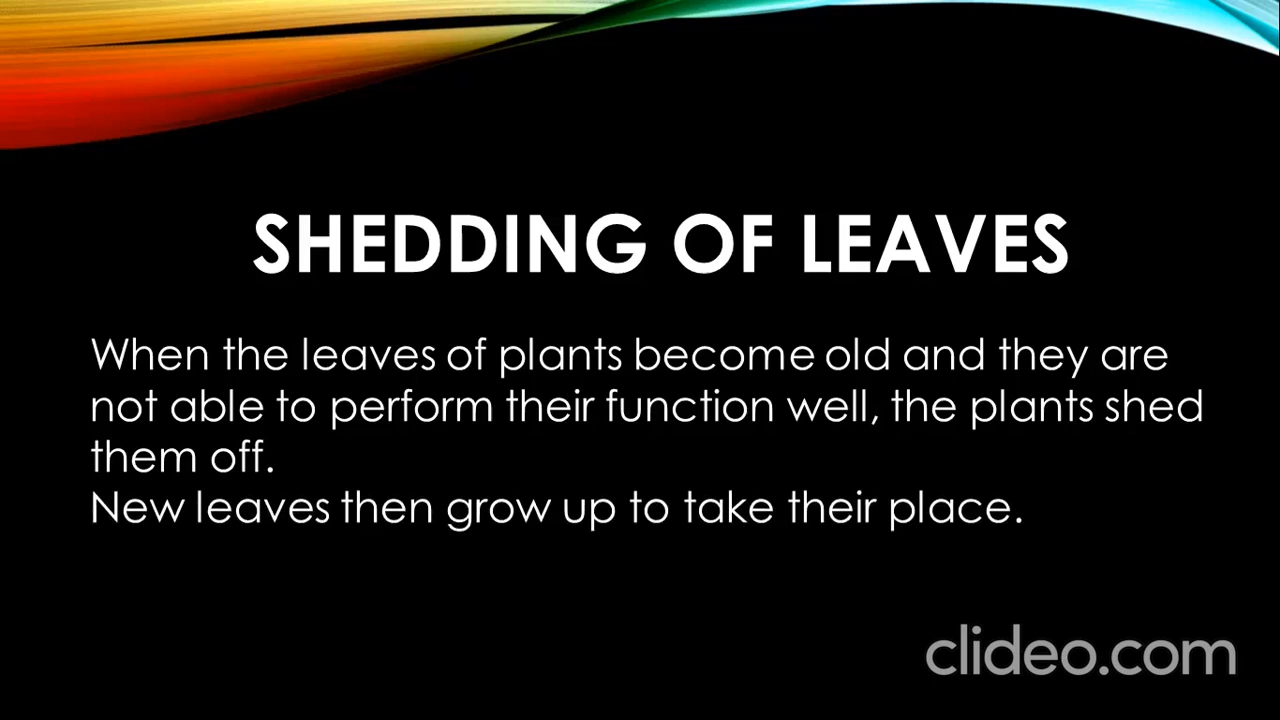 SHEDDING OF LEAVES
When the leaves of plants become old and they are
not able to perform their function well, the plants shed
them off.
New leaves then grow up to take their place.
clideo.com